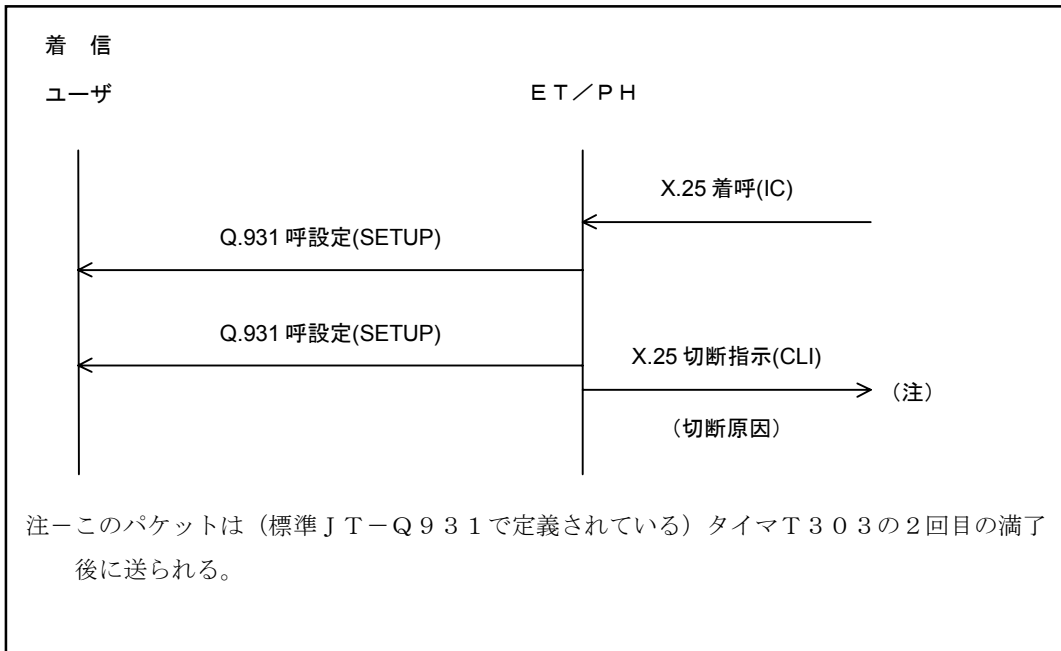 着　信
ユーザ
ＥＴ／ＰＨ
X.25 着呼(IC)
Q.931 呼設定(SETUP)
Q.931 呼設定(SETUP)
X.25 切断指示(CLI)
（注）
（切断原因）
注－このパケットは（標準ＪＴ－Ｑ９３１で定義されている）タイマＴ３０３の２回目の満了
後に送られる。